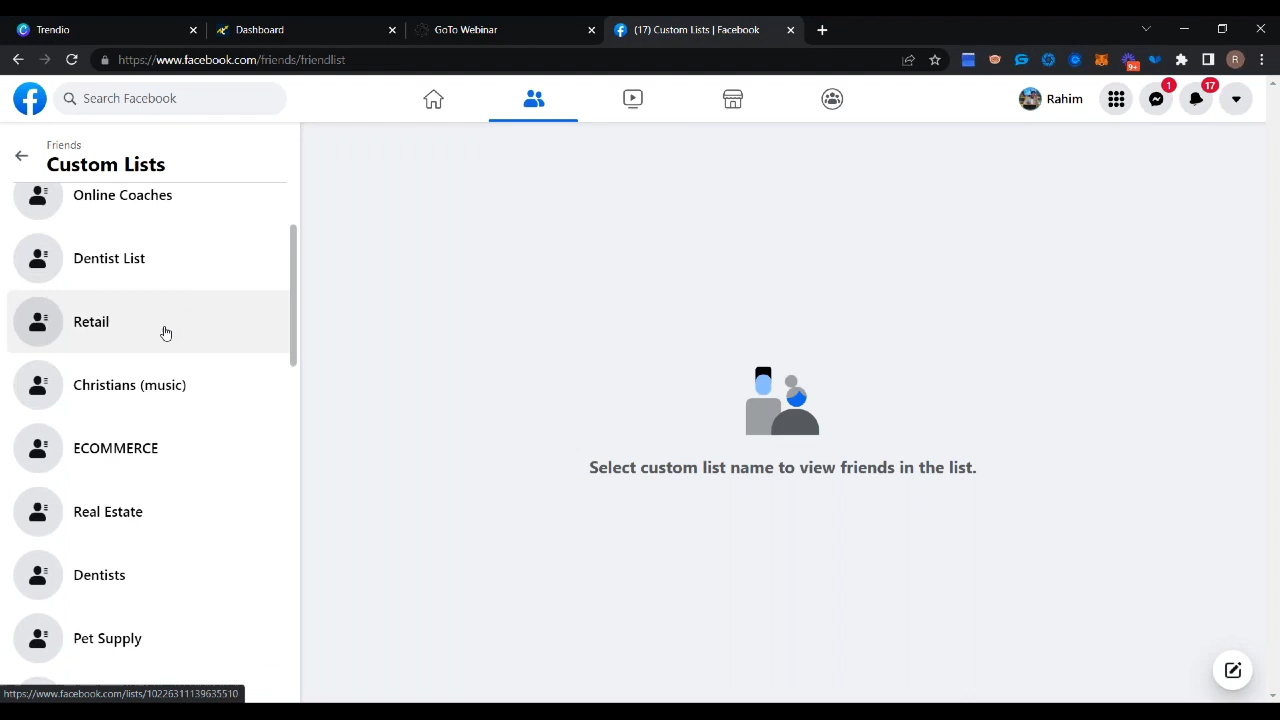 Trendio
Dashboard
GoTo Webinar
(17) Custom Lists | Facebook
https://www.facebook.com/friends/friendlist
9+
R
Search Facebook
Rahim
1
17
Friends
Custom Lists
Online Coaches
Dentist List
Retail
Christians (music)
ECOMMERCE
Real Estate
Dentists
Pet Supply
Select custom list name to view friends in the list.
https://www.facebook.com/lists/10226311139635510